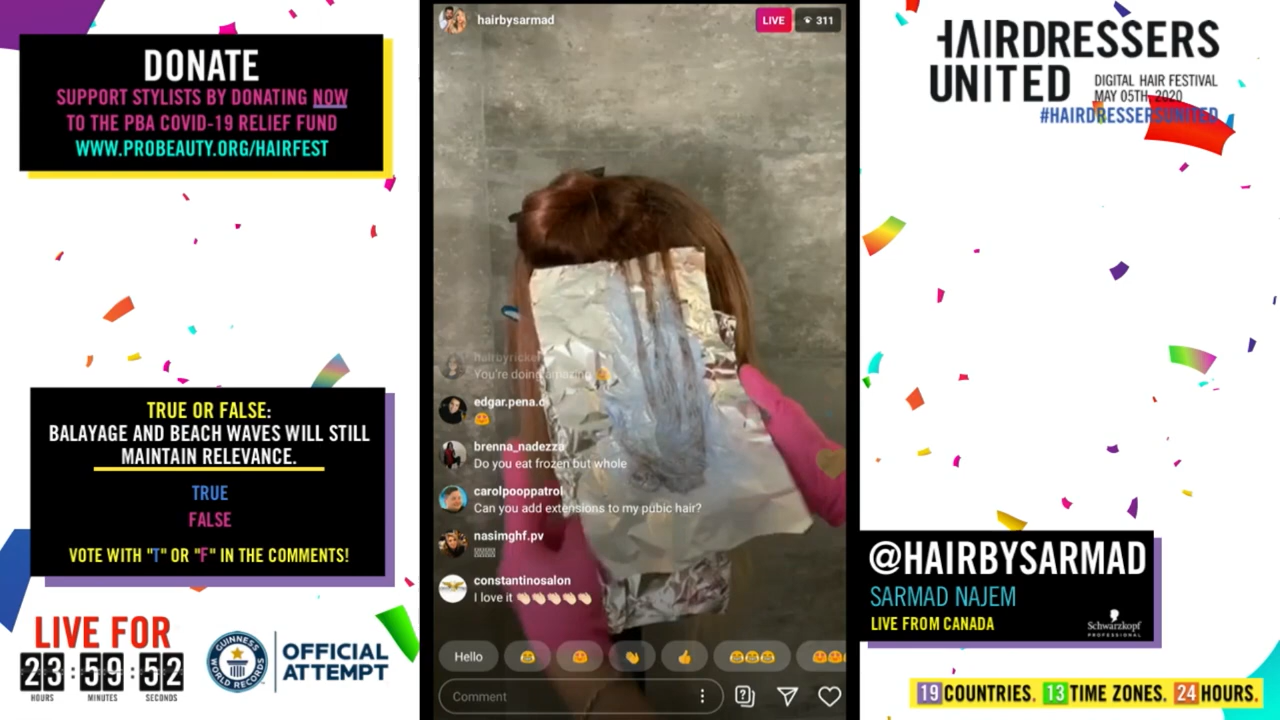 DONATE
SUPPORT STYLISTS BY DONATING NOW
TO THE PBA COVID-19 RELIEF FUND
WWW.PROBEAUTY.ORG/HAIRFEST
TRUE OR FALSE:
BALAYAGE AND BEACH WAVES WILL STILL
MAINTAIN RELEVANCE.
TRUE
FALSE
VOTE WITH "T" OR "F" IN THE COMMENTS!
LIVE FOR
23:59:52
HOURS MINUTES SECONDS
GUINNESS
WORLD RECORDS
OFFICIAL
ATTEMPT
hairbysarmad
LIVE
311
You're doing amazing
edgar.pena.c
brenna_nadezza
Do you eat frozen but whole
carolpooppatrol
Can you add extensions to my pubic hair?
nasimghf.pv
constantinosalon
I love it 👏🏻👏🏻👏🏻👏🏻👏🏻
Hello
Comment
HAIRDRESSERS
UNITED
DIGITAL HAIR FESTIVAL
MAY 05TH, 2020
#HAIRDRESSERSUNITED
@HAIRBYSARMAD
SARMAD NAJEM
LIVE FROM CANADA
Schwarzkopf
PROFESSIONAL
19 COUNTRIES. 13 TIME ZONES. 24 HOURS.